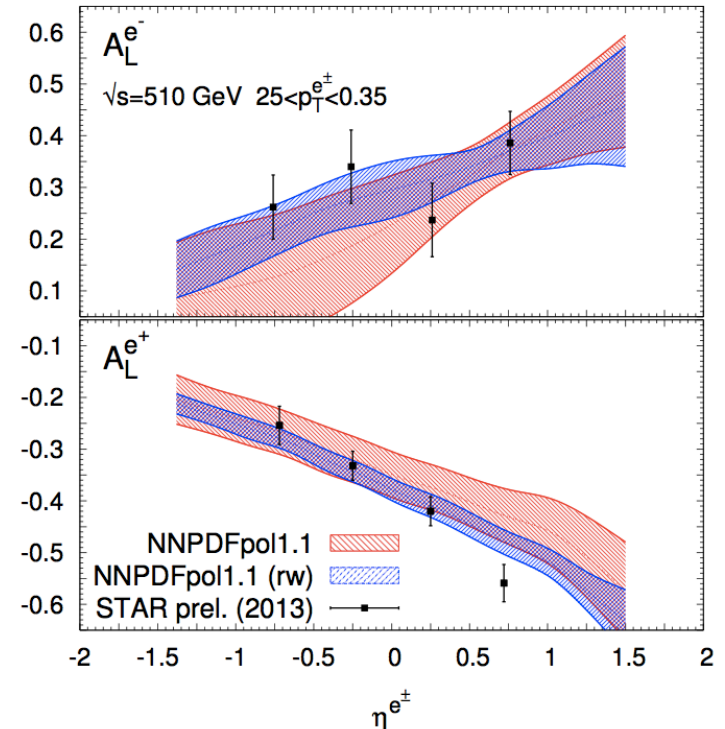 0.6
0.5
0.4
0.3
0.2
0.1
A_L^{e^-}
√s=510 GeV 25<p_T^{e^±}<0.35
-0.1
-0.2
-0.3
-0.4
-0.5
-0.6
A_L^{e^+}
NNPDFpol1.1
NNPDFpol1.1 (rw)
STAR prel. (2013)
-2 -1.5 -1 -0.5 0 0.5 1 1.5 2
η^{e^±}